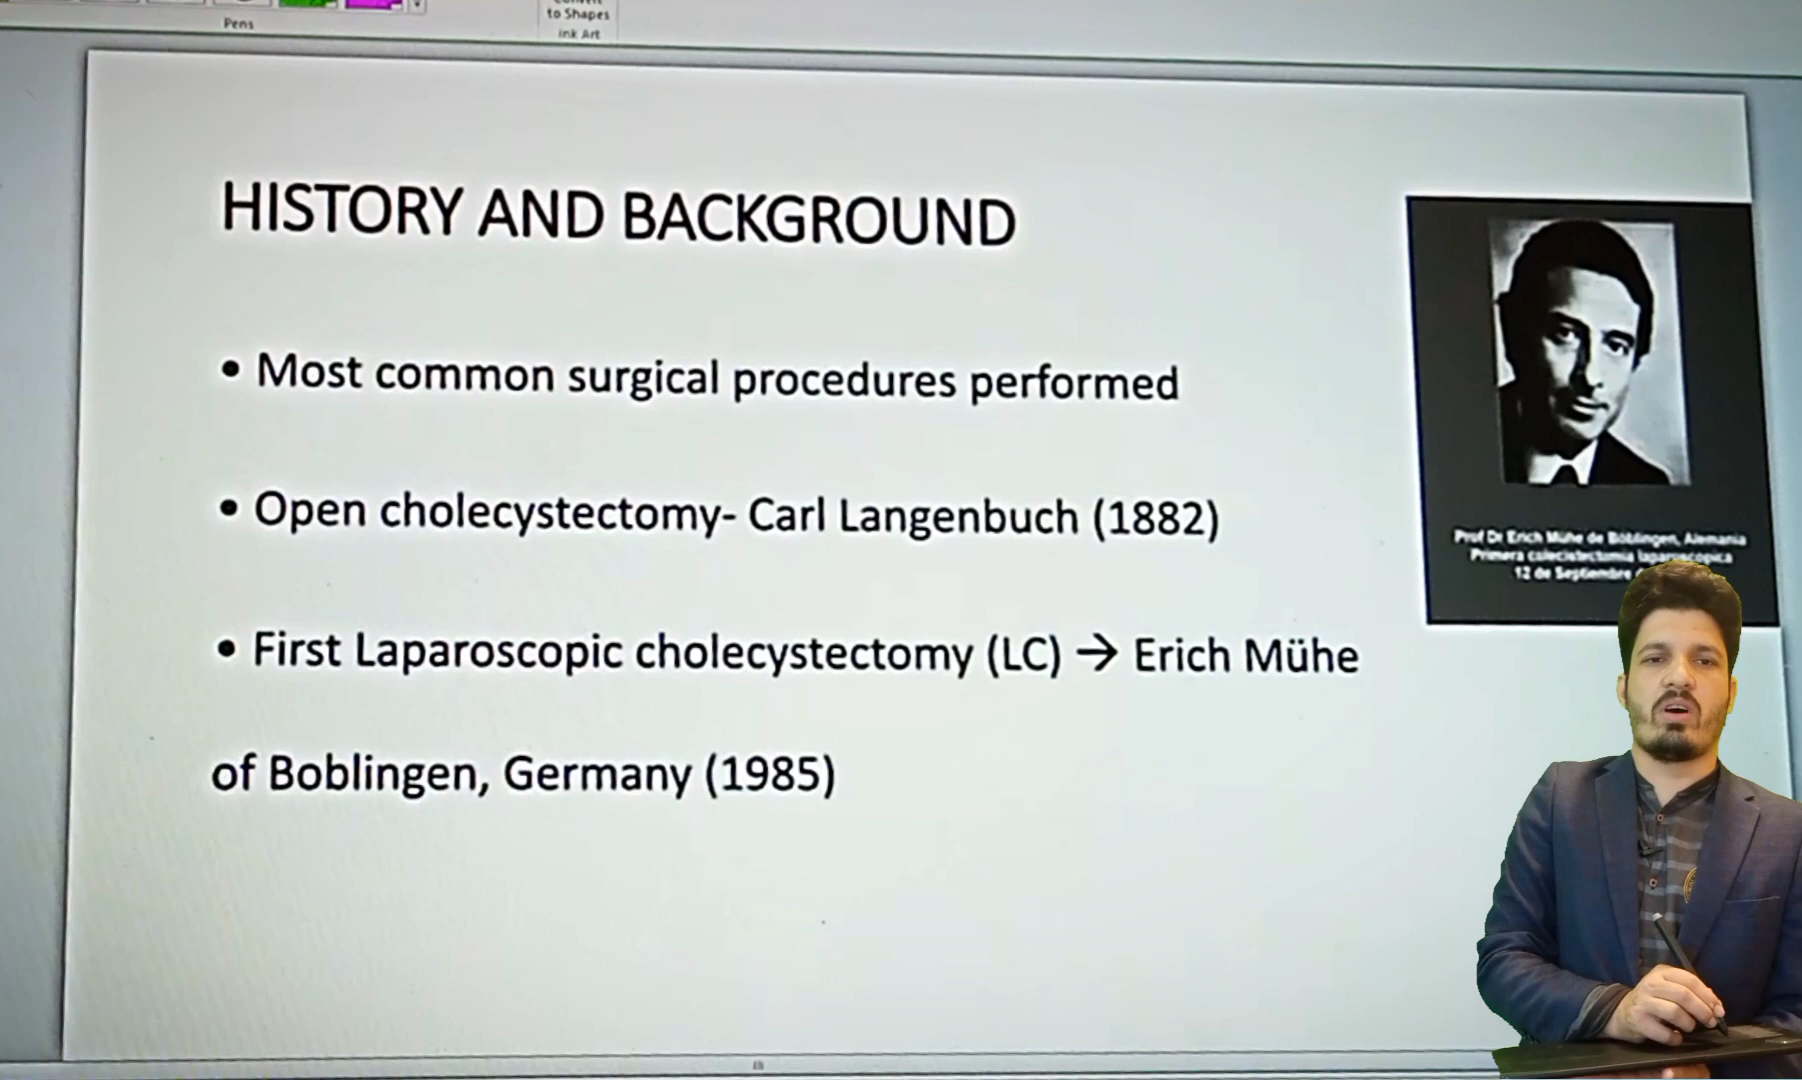 Pens
to Shapes
Ink Art
HISTORY AND BACKGROUND
• Most common surgical procedures performed
• Open cholecystectomy- Carl Langenbuch (1882)
• First Laparoscopic cholecystectomy (LC) → Erich Mühe
of Boblingen, Germany (1985)
Prof Dr Erich Mühe de Böblingen, Alemania
Primera colecistectomia laparoscopica
12 de Septiembre